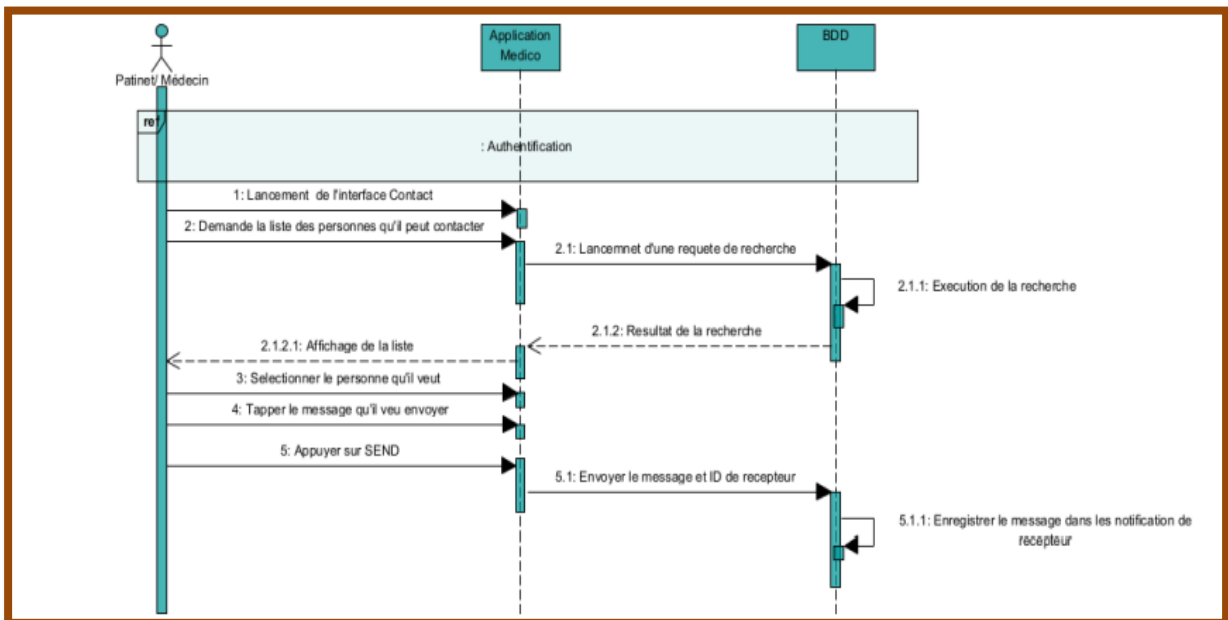 Application
Medico
BDD
Patinet/ Médecin
ref
: Authentification
1: Lancement de l'interface Contact
2: Demande la liste des personnes qu'il peut contacter
2.1: Lancemnet d'une requete de recherche
2.1.1: Execution de la recherche
2.1.2: Resultat de la recherche
2.1.2.1: Affichage de la liste
3: Selectionner le personne qu'il veut
4: Tapper le message qu'il veu envoyer
5: Appuyer sur SEND
5.1: Envoyer le message et ID de recepteur
5.1.1: Enregistrer le message dans les notification de
recepteur